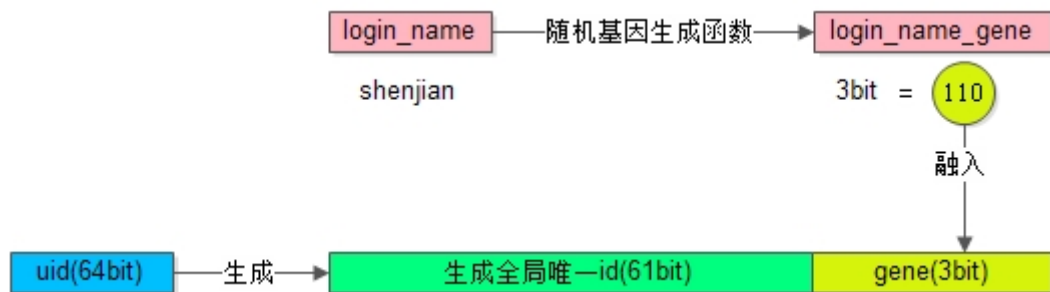 login_name 随机基因生成函数 login_name_gene
shenjian 3bit = 110
融入
uid(64bit) 生成 生成全局唯一id(61bit) gene(3bit)